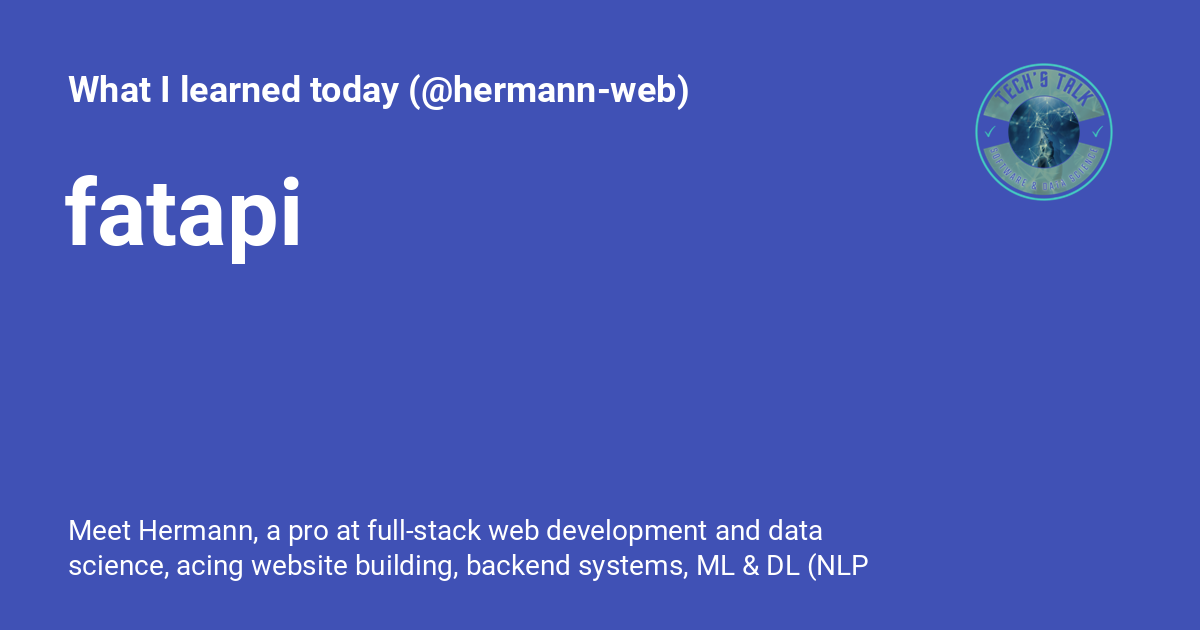 What I learned today (@hermann-web)
TECH'S TALK
SOFTWARE & DATA SCIENCE
fatapi
Meet Hermann, a pro at full-stack web development and data
science, acing website building, backend systems, ML & DL (NLP